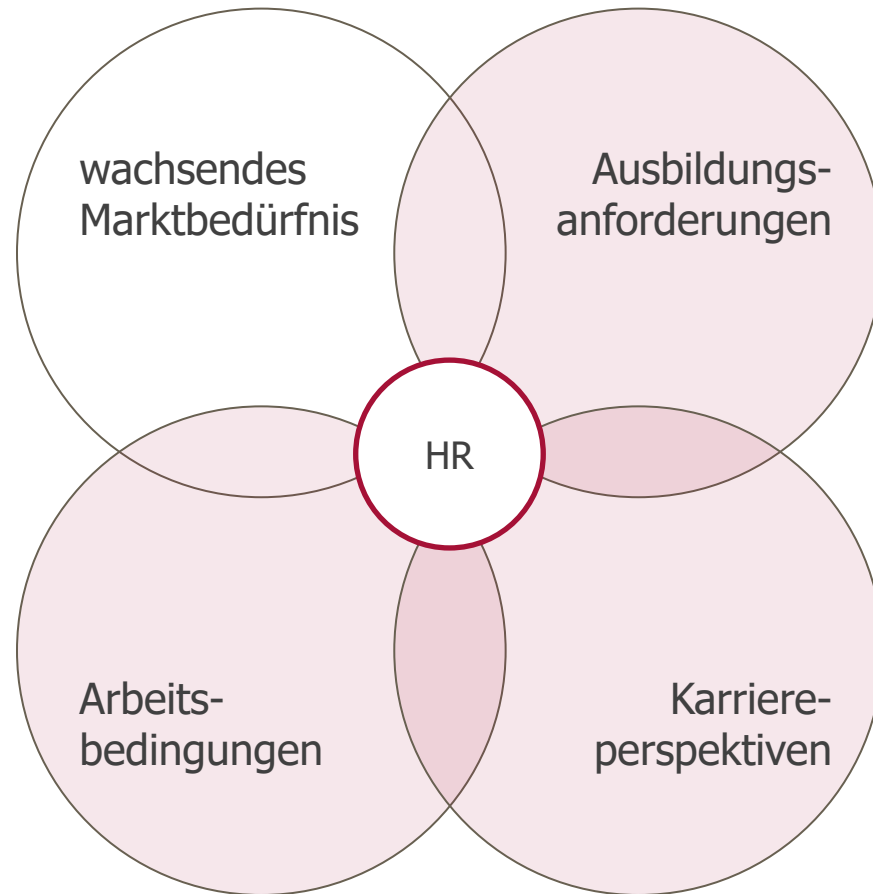 wachsendes
Marktbedürfnis
Ausbildungs-
anforderungen
HR
Arbeits-
bedingungen
Karriere-
perspektiven